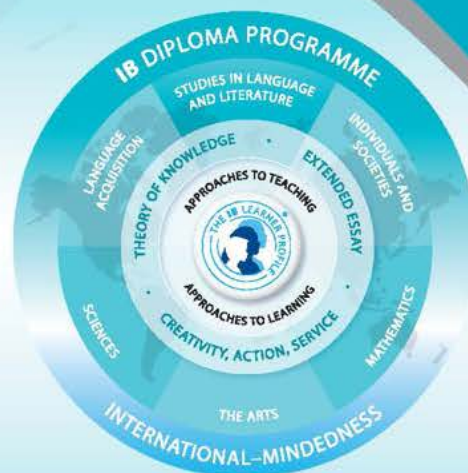 IB DIPLOMA PROGRAMME
STUDIES IN LANGUAGE
AND LITERATURE
LANGUAGE
ACQUISITION
INDIVIDUALS AND
SOCIETIES
THEORY OF KNOWLEDGE
EXTENDED ESSAY
APPROACHES TO TEACHING
THE IB LEARNER PROFILE
APPROACHES TO LEARNING
CREATIVITY, ACTION, SERVICE
SCIENCES
MATHEMATICS
THE ARTS
INTERNATIONAL-MINDEDNESS